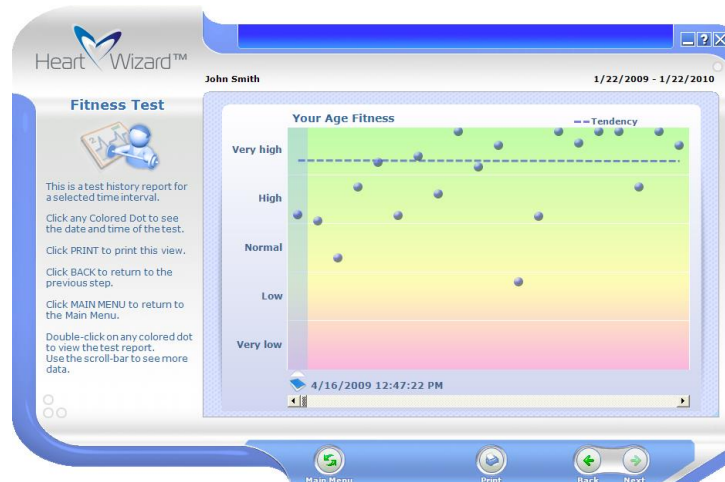 Heart Wizard™
John Smith
1/22/2009 - 1/22/2010
Fitness Test
This is a test history report for
a selected time interval.
Click any Colored Dot to see
the date and time of the test.
Click PRINT to print this view.
Click BACK to return to the
previous step.
Click MAIN MENU to return to
the Main Menu.
Double-click on any colored dot
to view the test report.
Use the scroll-bar to see more
data.
Your Age Fitness
Tendency
Very high
High
Normal
Low
Very low
4/16/2009 12:47:22 PM
Main Menu
Print
Back
Next